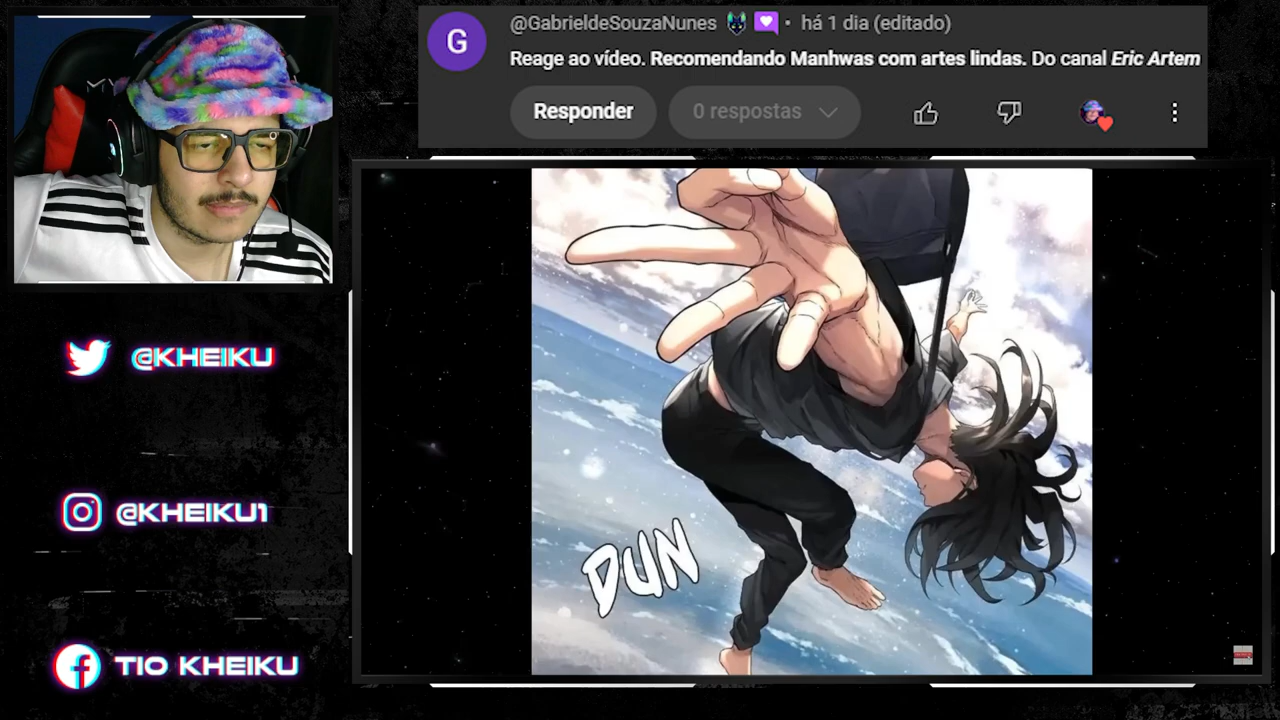 G
@GabrieldeSouzaNunes • há 1 dia (editado)
Reage ao vídeo. Recomendando Manhwas com artes lindas. Do canal Eric Artem
Responder
0 respostas
@KHEIKU
@KHEIKU1
TIO KHEIKU
DUN